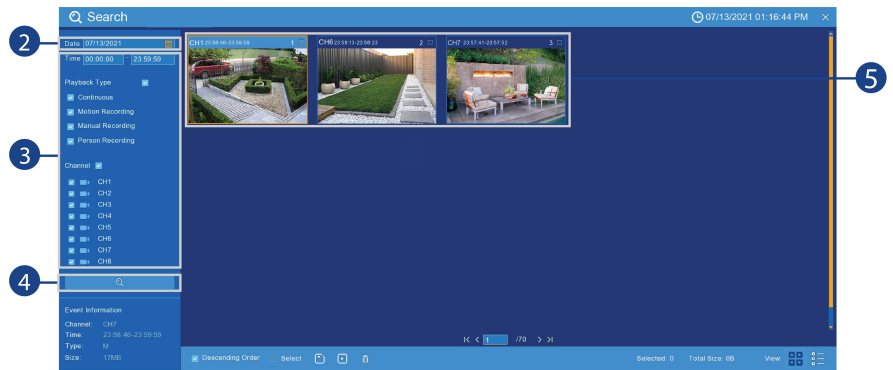 Search
07/13/2021 01:16:44 PM
2
Date 07/13/2021
Time 00:00:00 - 23:59:59
Playback Type
Continuous
Motion Recording
Manual Recording
Person Recording
3
Channel
CH1
CH2
CH3
CH4
CH5
CH6
CH7
CH8
4
Event Information
Channel: CH7
Time: 23:58:46-23:59:59
Type: M
Size: 17MB
CH1 23:58:46-23:59:59 1
CH6 23:58:13-23:58:23 2
CH7 23:57:41-23:57:52 3
5
1 /70
Descending Order
Select
Selected: 0
Total Size: 0B
View: